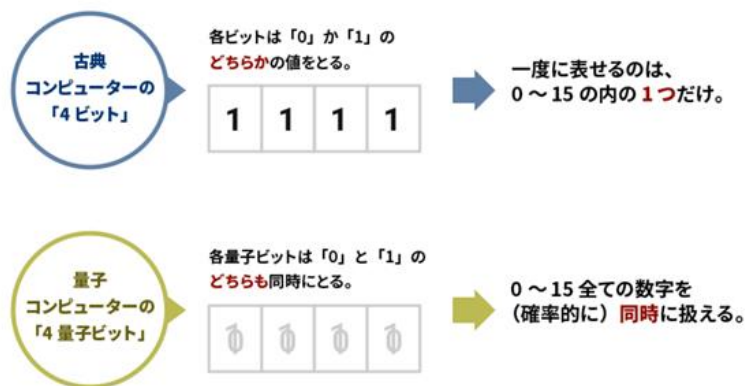 古典
コンピューターの
「4 ビット」
各ビットは「0」か「1」の
どちらかの値をとる。
1 1 1 1
一度に表せるのは、
0 ～ 15 の内の 1 つだけ。
量子
コンピューターの
「4 量子ビット」
各量子ビットは「0」と「1」の
どちらも同時にとる。
0 ～ 15 全ての数字を
（確率的に）同時に扱える。